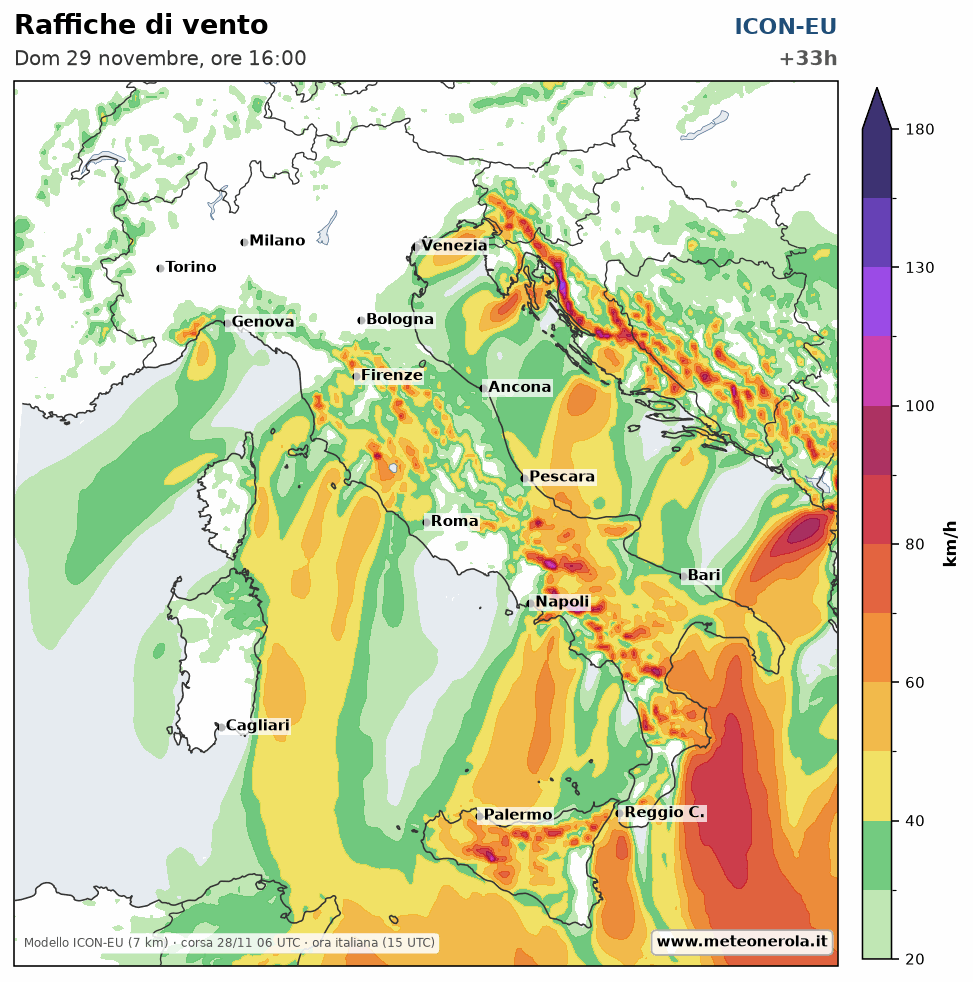 Raffiche di vento
ICON-EU
Dom 29 novembre, ore 16:00
+33h
180
130
100
80
60
40
20
km/h
Venezia
Milano
Torino
Genova
Bologna
Firenze
Ancona
Pescara
Roma
Bari
Napoli
Cagliari
Palermo
Reggio C.
Modello ICON-EU (7 km) · corsa 28/11 06 UTC · ora italiana (15 UTC)
www.meteonerola.it